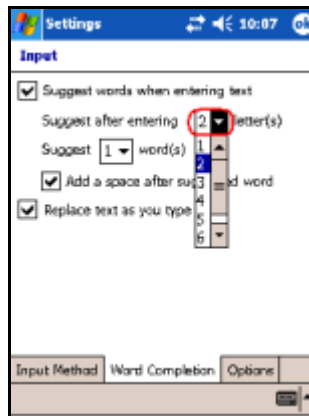 Settings 10:07 ok
Input
Suggest words when entering text
Suggest after entering 2 letter(s)
Suggest 1 word(s)
1
2
Add a space after su 3 d word
4
Replace text as you type
5
6
Input Method Word Completion Options